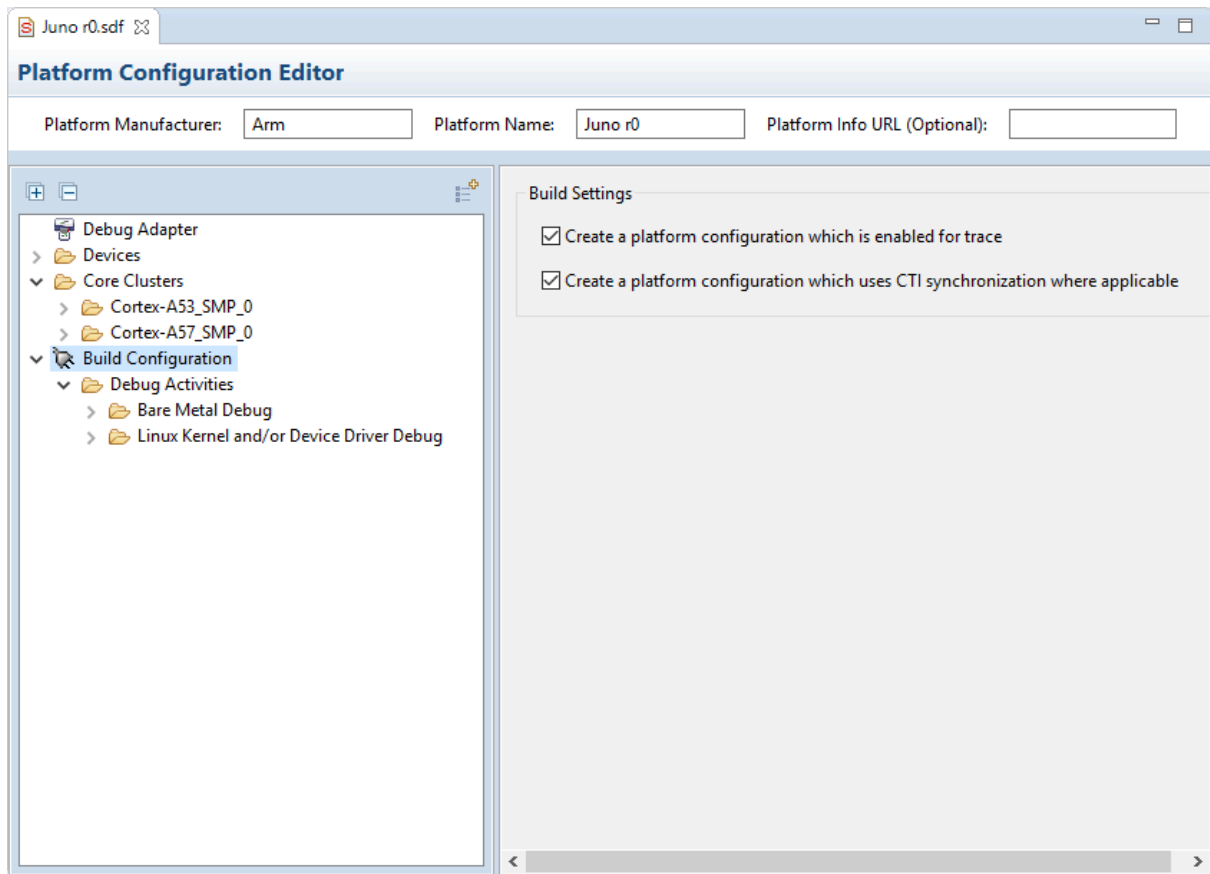 Juno r0.sdf
Platform Configuration Editor
Platform Manufacturer: Arm Platform Name: Juno r0 Platform Info URL (Optional):
Debug Adapter
Devices
Core Clusters
Cortex-A53_SMP_0
Cortex-A57_SMP_0
Build Configuration
Debug Activities
Bare Metal Debug
Linux Kernel and/or Device Driver Debug
Build Settings
Create a platform configuration which is enabled for trace
Create a platform configuration which uses CTI synchronization where applicable